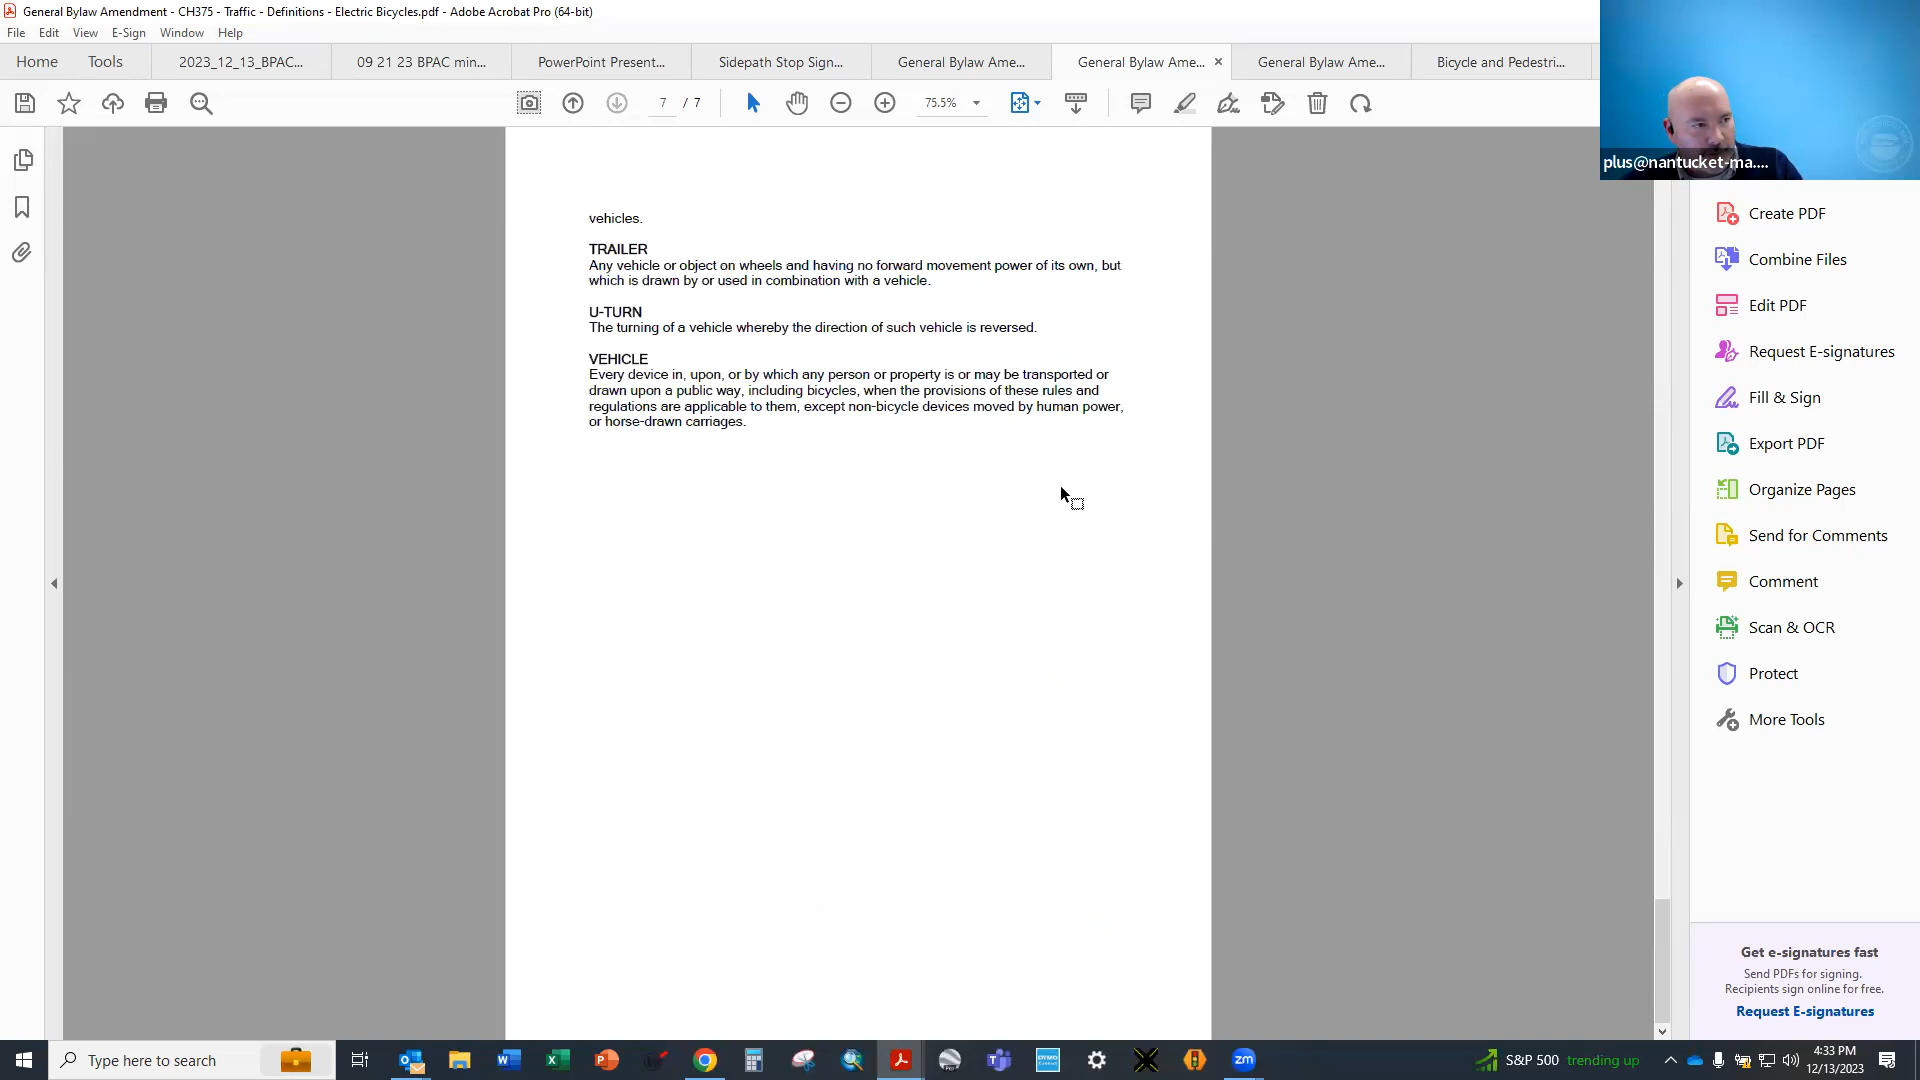 General Bylaw Amendment - CH375 - Traffic - Definitions - Electric Bicycles.pdf - Adobe Acrobat Pro (64-bit)
File Edit View E-Sign Window Help
Home Tools 2023_12_13_BPAC... 09 21 23 BPAC min... PowerPoint Present... Sidepath Stop Sign... General Bylaw Ame... General Bylaw Ame... × General Bylaw Ame... Bicycle and Pedestri...
7 / 7 75.5%
plus@nantucket-ma....
vehicles.
TRAILER
Any vehicle or object on wheels and having no forward movement power of its own, but
which is drawn by or used in combination with a vehicle.
U-TURN
The turning of a vehicle whereby the direction of such vehicle is reversed.
VEHICLE
Every device in, upon, or by which any person or property is or may be transported or
drawn upon a public way, including bicycles, when the provisions of these rules and
regulations are applicable to them, except non-bicycle devices moved by human power,
or horse-drawn carriages.
Create PDF
Combine Files
Edit PDF
Request E-signatures
Fill & Sign
Export PDF
Organize Pages
Send for Comments
Comment
Scan & OCR
Protect
More Tools
Get e-signatures fast
Send PDFs for signing.
Recipients sign online for free.
Request E-signatures
Type here to search
S&P 500 trending up
4:33 PM
12/13/2023